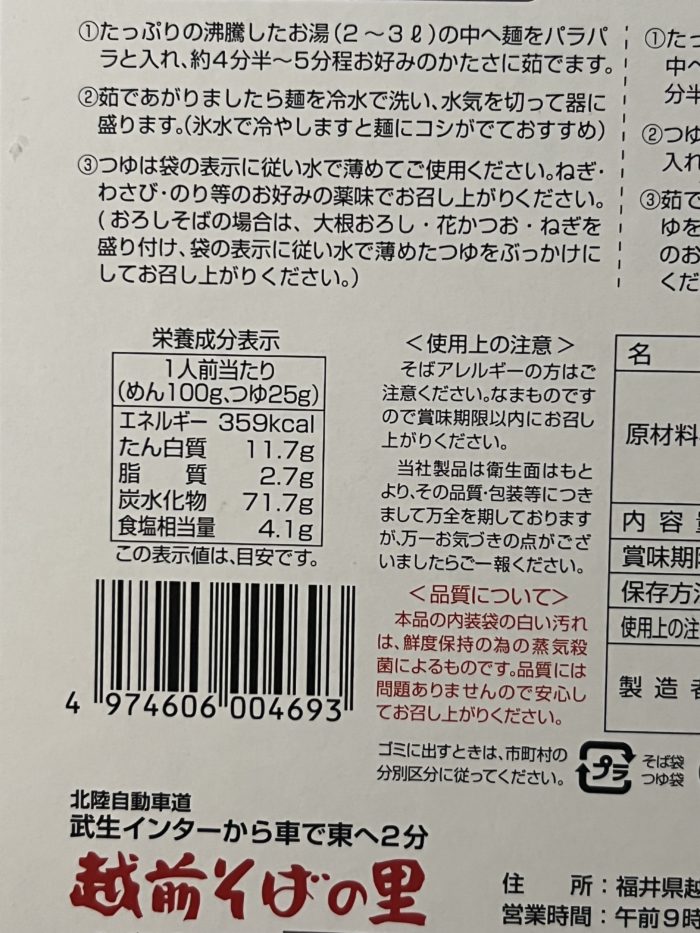 ①たっぷりの沸騰したお湯(2～3ℓ)の中へ麺をパラパ
ラと入れ、約4分半～5分程お好みのかたさに茹でます。
②茹であがりましたら麺を冷水で洗い、水気を切って器に
盛ります。(氷水で冷やしますと麺にコシがでておすすめ)
③つゆは袋の表示に従い水で薄めてご使用ください。ねぎ・
わさび・のり等のお好みの薬味でお召し上がりください。
(おろしそばの場合は、大根おろし・花かつお・ねぎを
盛り付け、袋の表示に従い水で薄めたつゆをぶっかけに
してお召し上がりください。)
①たっ
中へ
分半
②つゆ
入れ
③茹で
ゆを
のお
くだ
栄養成分表示
1人前当たり
(めん100g、つゆ25g)
エネルギー 359kcal
たん白質 11.7g
脂 質 2.7g
炭水化物 71.7g
食塩相当量 4.1g
この表示値は、目安です。
4 974606 004693
＜使用上の注意＞
そばアレルギーの方はご
注意ください。なまものです
ので賞味期限以内にお召し
上がりください。
当社製品は衛生面はもと
より、その品質・包装等につき
まして万全を期しております
が、万一お気づきの点がござ
いましたらご一報ください。
＜品質について＞
本品の内装袋の白い汚れ
は、鮮度保持の為の蒸気殺
菌によるものです。品質には
問題ありませんので安心し
てお召し上がりください。
ゴミに出すときは、市町村の
分別区分に従ってください。
プラ
そば袋
つゆ袋
名
原材料
内 容
賞味期
保存方
使用上の注
製 造
北陸自動車道
武生インターから車で東へ2分
越前そばの里
住 所：福井県越
営業時間：午前9時